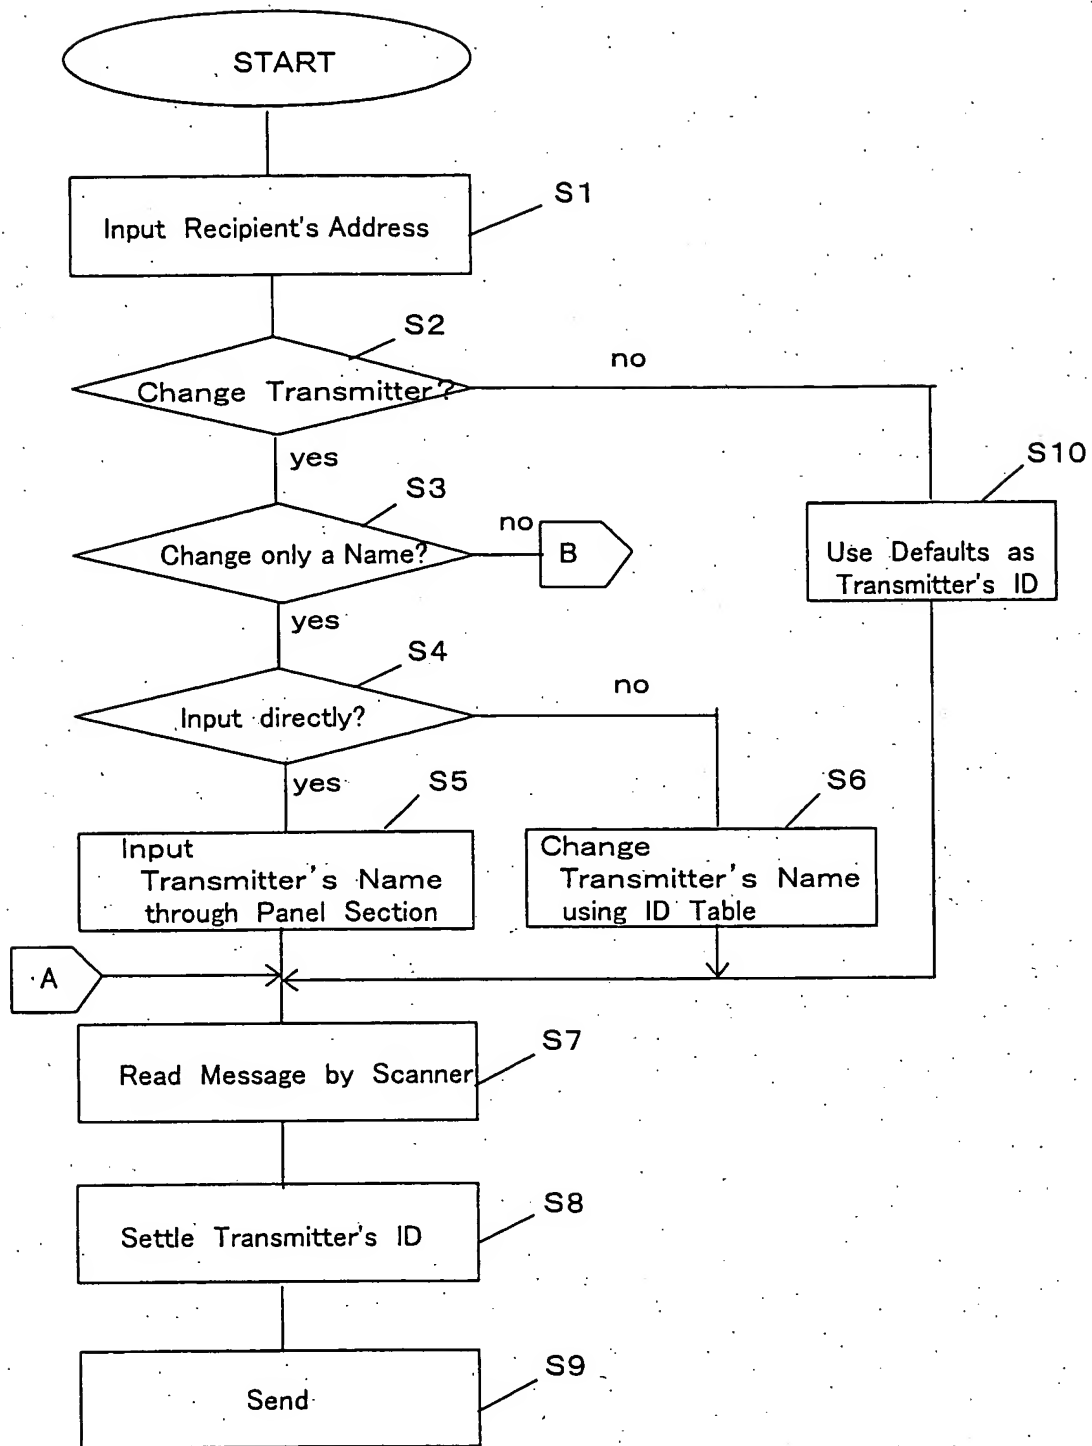 START
S1
Input Recipient's Address
S2
no
Change Transmitter?
yes
S10
S3
no
Change only a Name?
B
Use Defaults as
Transmitter's ID
yes
S4
no
Input directly?
yes
S5
S6
Input
Transmitter's Name
through Panel Section
Change
Transmitter's Name
using ID Table
A
S7
Read Message by Scanner
S8
Settle Transmitter's ID
S9
Send